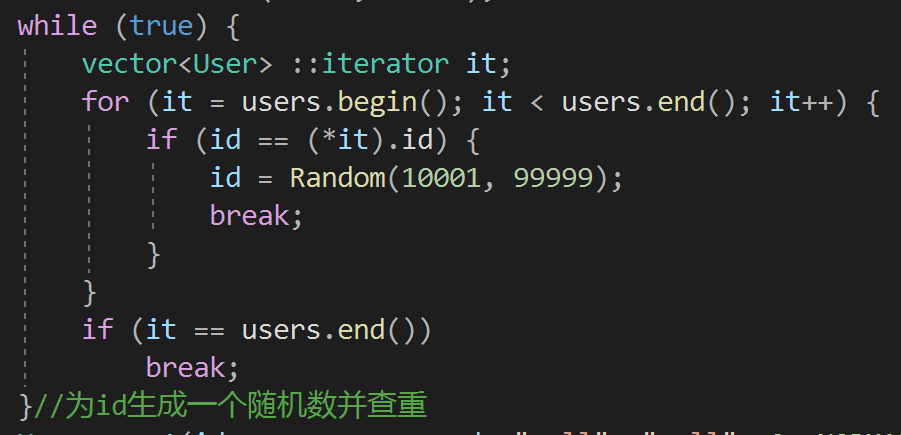 while (true) {
vector<User> ::iterator it;
for (it = users.begin(); it < users.end(); it++) {
if (id == (*it).id) {
id = Random(10001, 99999);
break;
}
}
if (it == users.end())
break;
}//为id生成一个随机数并查重